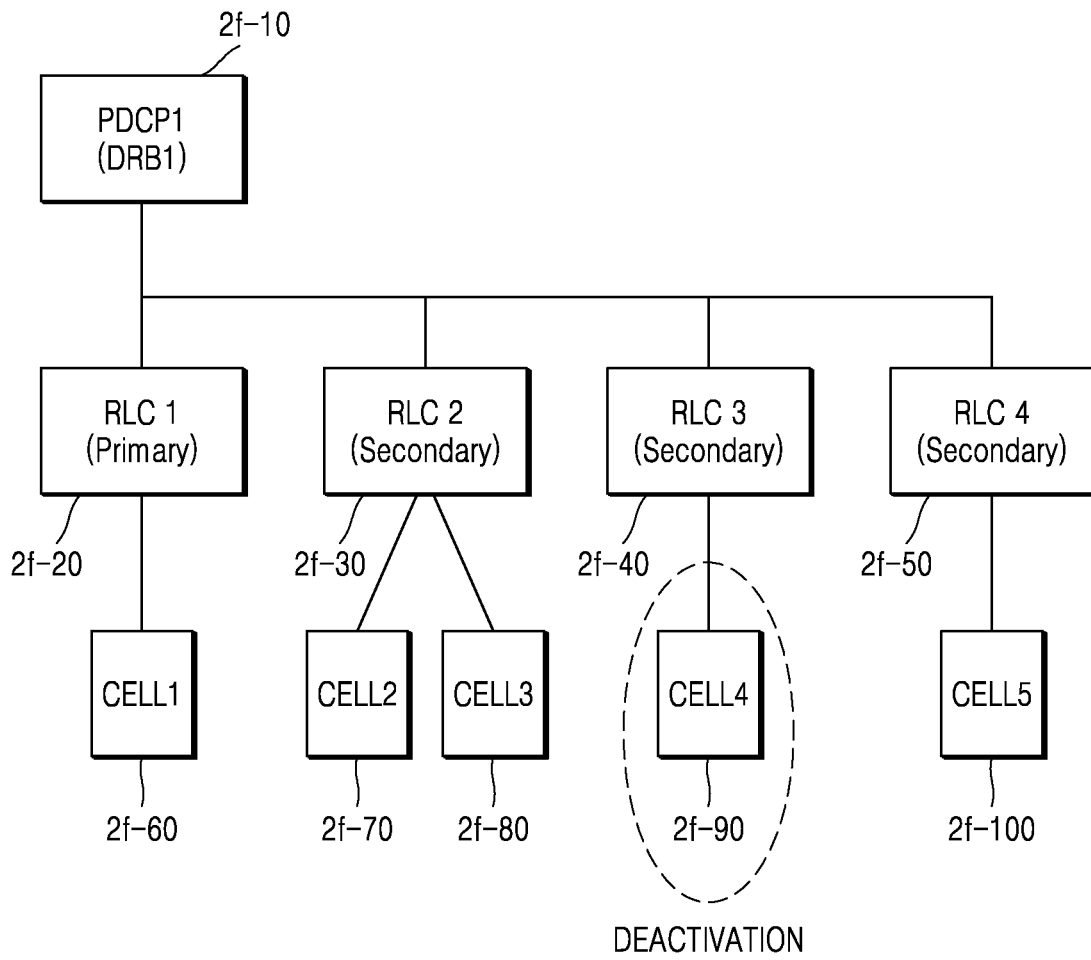 2f-10
PDCP1
(DRB1)
RLC 1
(Primary)
RLC 2
(Secondary)
RLC 3
(Secondary)
RLC 4
(Secondary)
2f-20
2f-30
2f-40
2f-50
CELL1
CELL2
CELL3
CELL4
CELL5
2f-60
2f-70
2f-80
2f-90
2f-100
DEACTIVATION